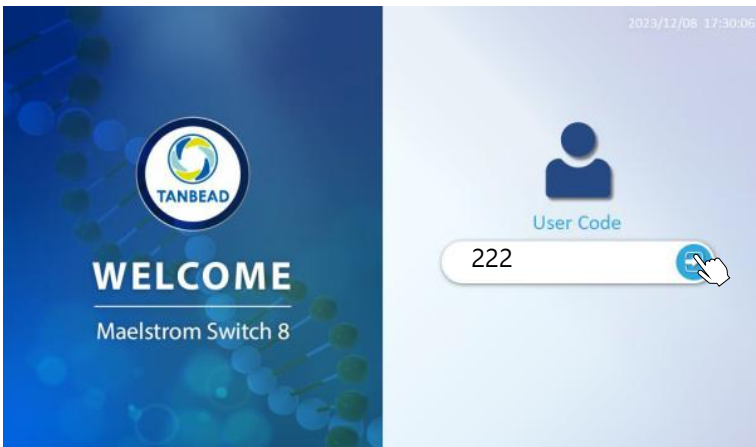 2023/12/08 17:30:06
TANBEAD
WELCOME
Maelstrom Switch 8
User Code
222